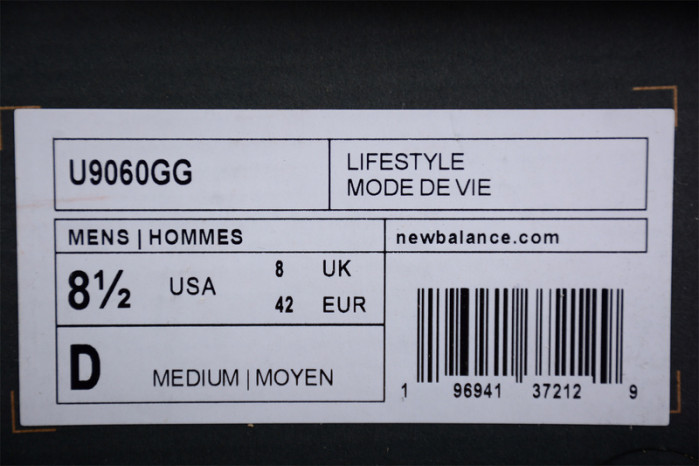 U9060GG
LIFESTYLE
MODE DE VIE
MENS | HOMMES
newbalance.com
8½ USA 8 UK
42 EUR
D MEDIUM | MOYEN
1 96941 37212 9